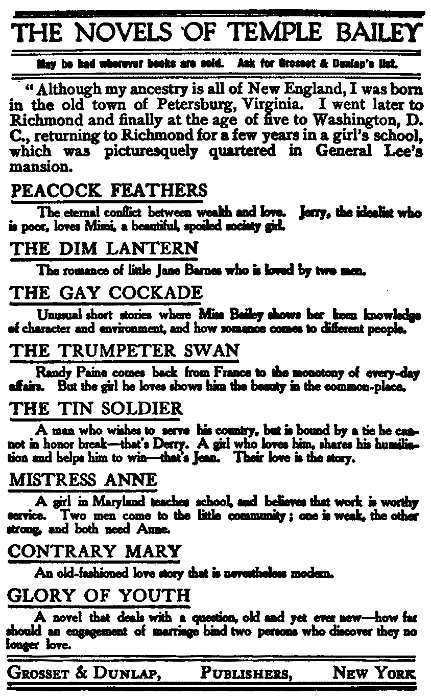 THE NOVELS OF TEMPLE BAILEY
May be had wherever books are sold. Ask for Grosset & Dunlap's list.
"Although my ancestry is all of New England, I was born
in the old town of Petersburg, Virginia. I went later to
Richmond and finally at the age of five to Washington, D.
C., returning to Richmond for a few years in a girl's school,
which was picturesquely quartered in General Lee's
mansion.
PEACOCK FEATHERS
The eternal conflict between wealth and love. Jerry, the idealist who
is poor, loves Mimi, a beautiful, spoiled society girl.
THE DIM LANTERN
The romance of little Jane Barnes who is loved by two men.
THE GAY COCKADE
Unusual short stories where Miss Bailey shows her keen knowledge
of character and environment, and how romance comes to different people.
THE TRUMPETER SWAN
Randy Paine comes back from France to the monotony of every-day
affairs. But the girl he loves shows him the beauty in the common-place.
THE TIN SOLDIER
A man who wishes to serve his country, but is bound by a tie he can-
not in honor break—that's Derry. A girl who loves him, shares his humilia-
tion and helps him to win—that's Jean. Their love is the story.
MISTRESS ANNE
A girl in Maryland teaches school, and believes that work is worthy
service. Two men come to the little community; one is weak, the other
strong, and both need Anne.
CONTRARY MARY
An old-fashioned love story that is nevertheless modern.
GLORY OF YOUTH
A novel that deals with a question, old and yet ever new—how far
should an engagement of marriage bind two persons who discover they no
longer love.
GROSSET & DUNLAP, PUBLISHERS, NEW YORK